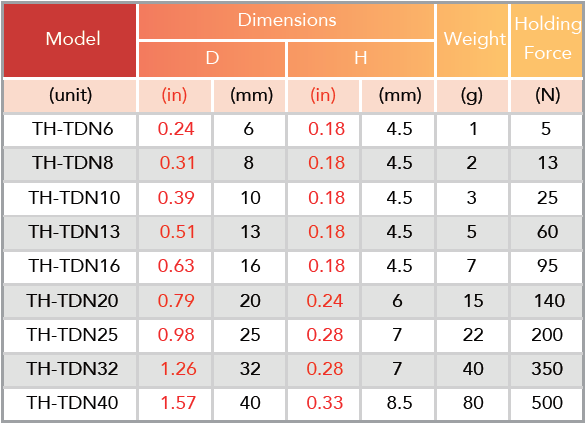 Model Dimensions Weight Holding Force
D H
(unit) (in) (mm) (in) (mm) (g) (N)
TH-TDN6 0.24 6 0.18 4.5 1 5
TH-TDN8 0.31 8 0.18 4.5 2 13
TH-TDN10 0.39 10 0.18 4.5 3 25
TH-TDN13 0.51 13 0.18 4.5 5 60
TH-TDN16 0.63 16 0.18 4.5 7 95
TH-TDN20 0.79 20 0.24 6 15 140
TH-TDN25 0.98 25 0.28 7 22 200
TH-TDN32 1.26 32 0.28 7 40 350
TH-TDN40 1.57 40 0.33 8.5 80 500